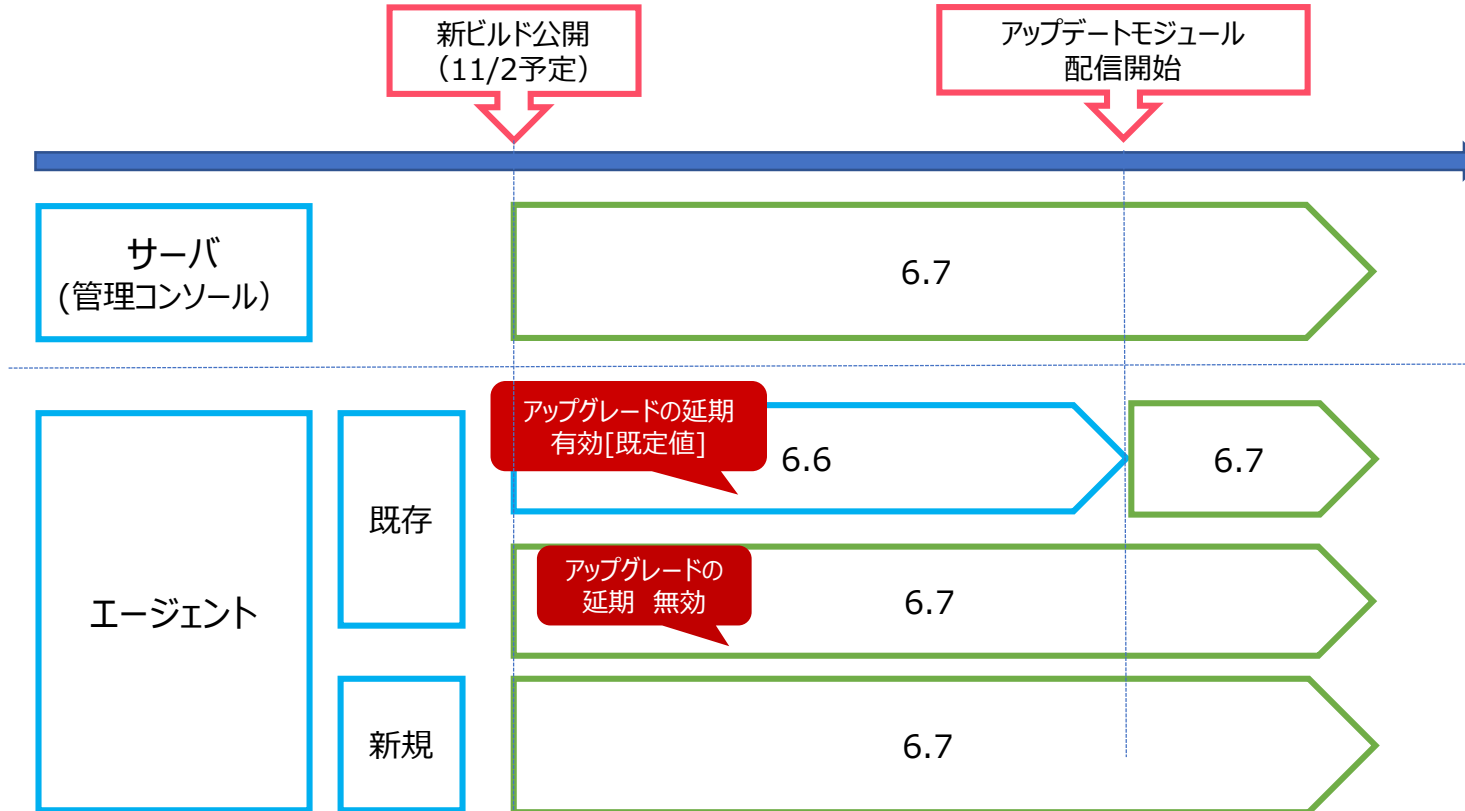 新ビルド公開
（11/2予定）
アップデートモジュール
配信開始
サーバ
(管理コンソール）
6.7
エージェント
既存
アップグレードの延期
有効[既定値]
6.6
6.7
アップグレードの
延期　無効
6.7
新規
6.7